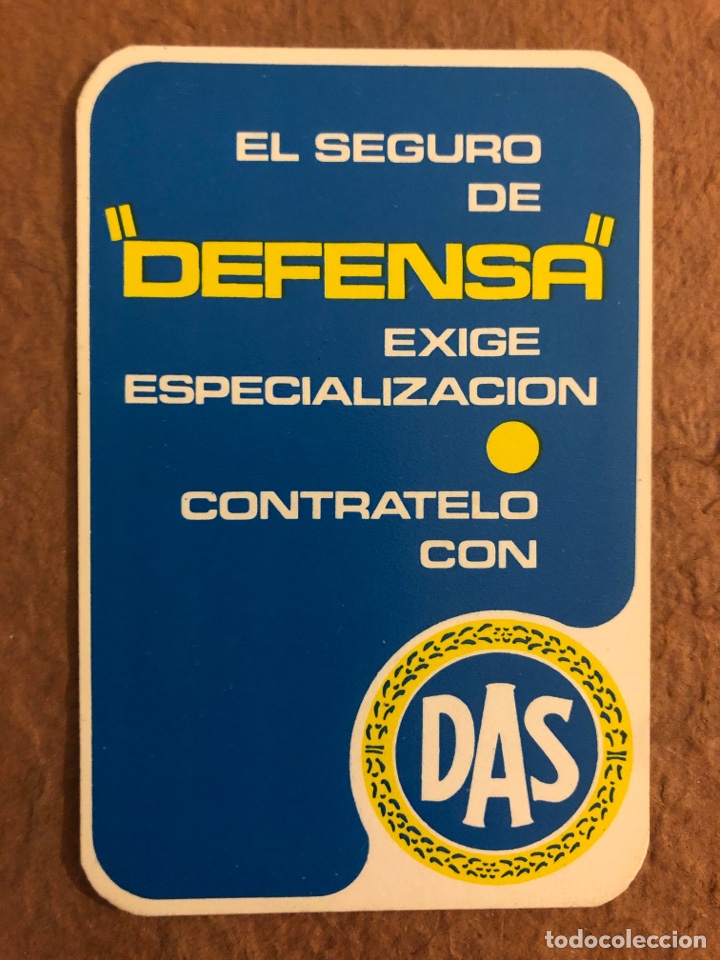 EL SEGURO
DE
"DEFENSA"
EXIGE
ESPECIALIZACION
CONTRATELO
CON
DAS
todocoleccion